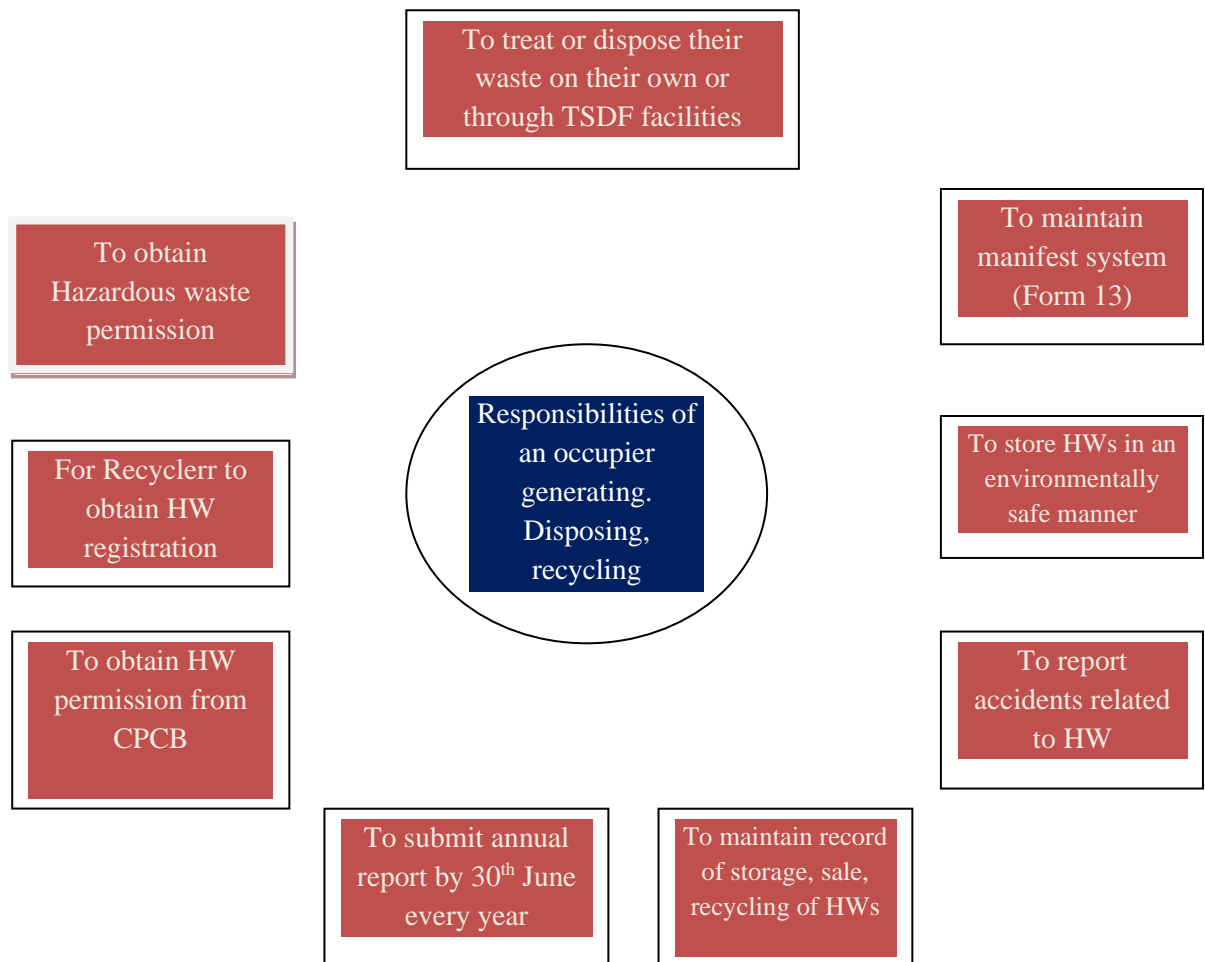 To treat or dispose their
waste on their own or
through TSDF facilities
To obtain
Hazardous waste
permission
To maintain
manifest system
(Form 13)
Responsibilities of
an occupier
generating.
Disposing,
recycling
For Recyclerr to
obtain HW
registration
To store HWs in an
environmentally
safe manner
To obtain HW
permission from
CPCB
To report
accidents related
to HW
To submit annual
report by 30th June
every year
To maintain record
of storage, sale,
recycling of HWs